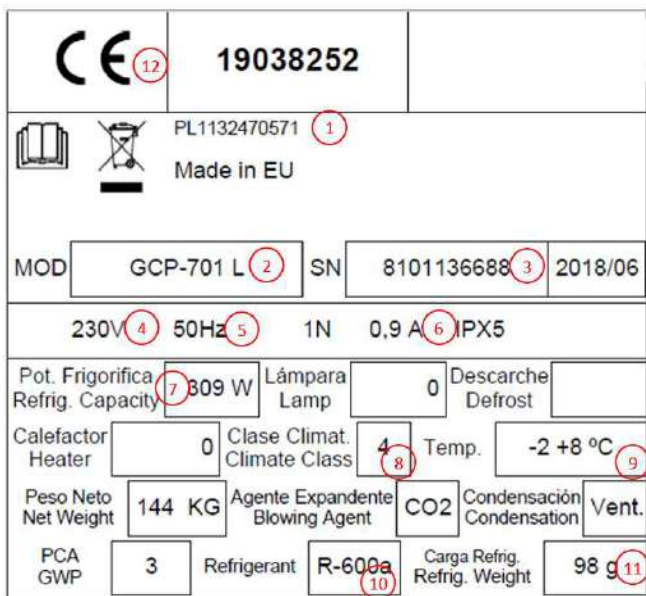 CE 12 19038252
PL1132470571 1
Made in EU
MOD GCP-701 L 2 SN 8101136688 3 2018/06
230V 4 50Hz 5 1N 0,9 A 6 IPX5
Pot. Frigorifica Lámpara Descarche
Refrig. Capacity 7 309 W Lamp 0 Defrost
Calefactor Clase Climat.
Heater 0 Climate Class 4 8 Temp. -2 +8 ºC 9
Peso Neto Agente Expandente Condensación
Net Weight 144 KG Blowing Agent CO2 Condensation Vent.
PCA Carga Refrig.
GWP 3 Refrigerant R-600a 10 Refrig. Weight 98 g 11